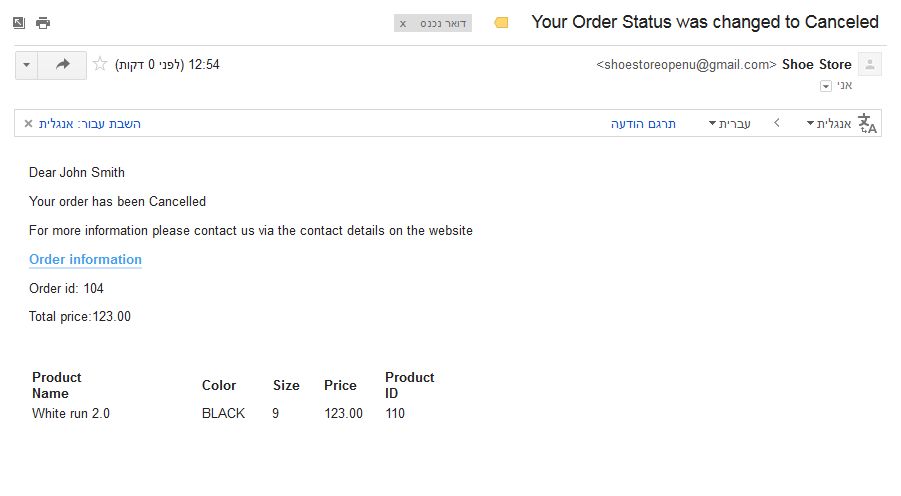 Your Order Status was changed to Canceled
דואר נכנס x
Shoe Store <shoestoreopenu@gmail.com>
12:54 (לפני 0 דקות)
אני
אנגלית
עברית
תרגם הודעה
השבת עבור: אנגלית ×
Dear John Smith
Your order has been Cancelled
For more information please contact us via the contact details on the website
Order information
Order id: 104
Total price:123.00
Product Name Color Size Price Product ID
White run 2.0 BLACK 9 123.00 110